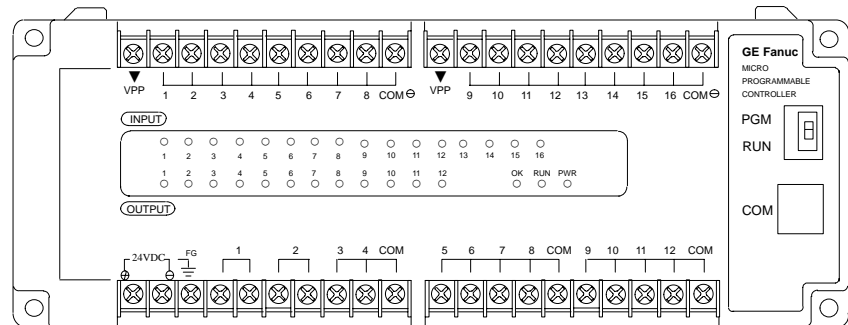 GE Fanuc
MICRO
PROGRAMMABLE
CONTROLLER
PGM
RUN
COM
VPP 1 2 3 4 5 6 7 8 COM ⊖
VPP 9 10 11 12 13 14 15 16 COM ⊖
INPUT
1 2 3 4 5 6 7 8 9 10 11 12 13 14 15 16
1 2 3 4 5 6 7 8 9 10 11 12 OK RUN PWR
OUTPUT
⊕ 24VDC ⊖ FG 1 2 3 4 COM
5 6 7 8 COM 9 10 11 12 COM